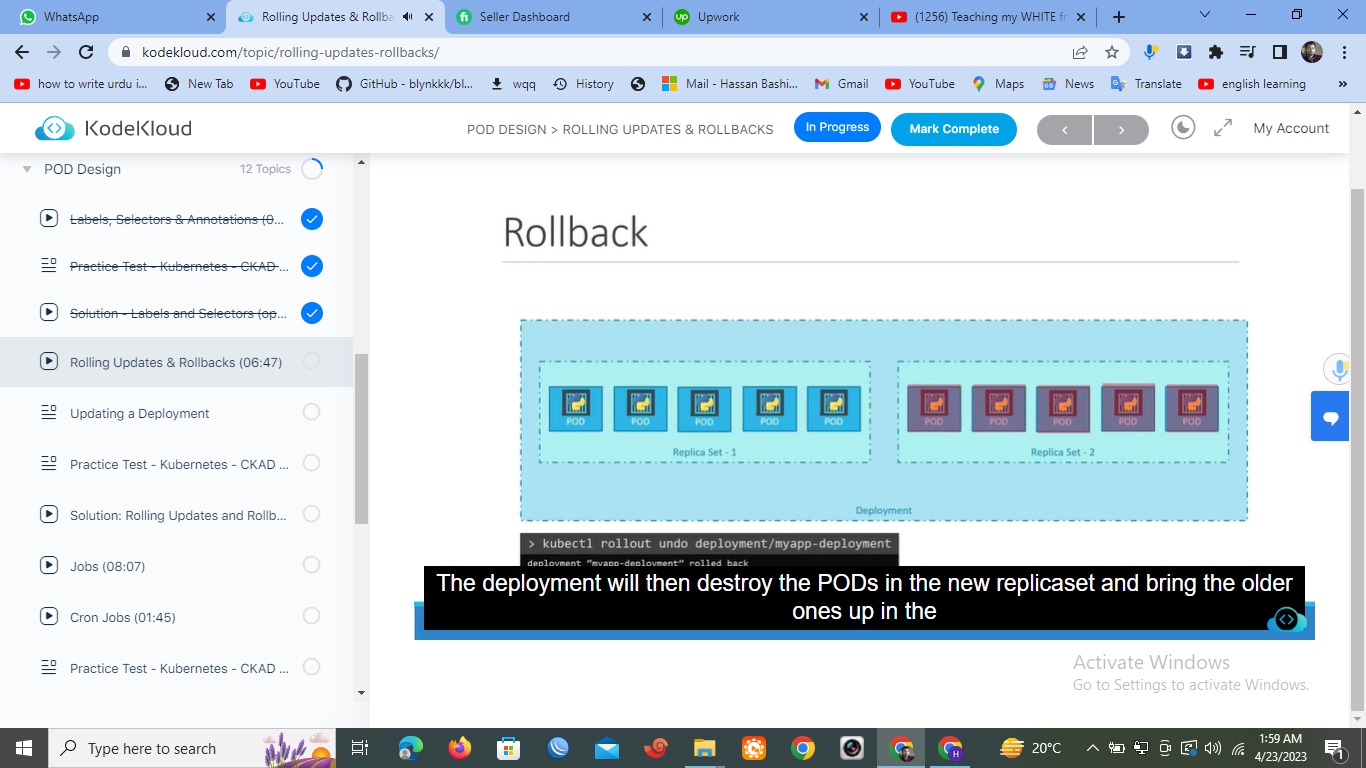 WhatsApp
Rolling Updates & Rollba
Seller Dashboard
Upwork
(1256) Teaching my WHITE fr
kodekloud.com/topic/rolling-updates-rollbacks/
how to write urdu i...
New Tab
YouTube
GitHub - blynkkk/bl...
wqq
History
Mail - Hassan Bashi...
Gmail
YouTube
Maps
News
Translate
english learning
»
KodeKloud
POD DESIGN > ROLLING UPDATES & ROLLBACKS
In Progress
Mark Complete
My Account
POD Design
12 Topics
Labels, Selectors & Annotations (0...
Practice Test - Kubernetes - CKAD ...
Solution - Labels and Selectors (op...
Rolling Updates & Rollbacks (06:47)
Updating a Deployment
Practice Test - Kubernetes - CKAD ...
Solution: Rolling Updates and Rollb...
Jobs (08:07)
Cron Jobs (01:45)
Practice Test - Kubernetes - CKAD ...
Rollback
POD POD POD POD POD
Replica Set - 1
POD POD POD POD POD
Replica Set - 2
Deployment
> kubectl rollout undo deployment/myapp-deployment
deployment "myapp-deployment" rolled back
The deployment will then destroy the PODs in the new replicaset and bring the older
ones up in the
Activate Windows
Go to Settings to activate Windows.
Type here to search
H
20°C
1:59 AM
4/23/2023
1